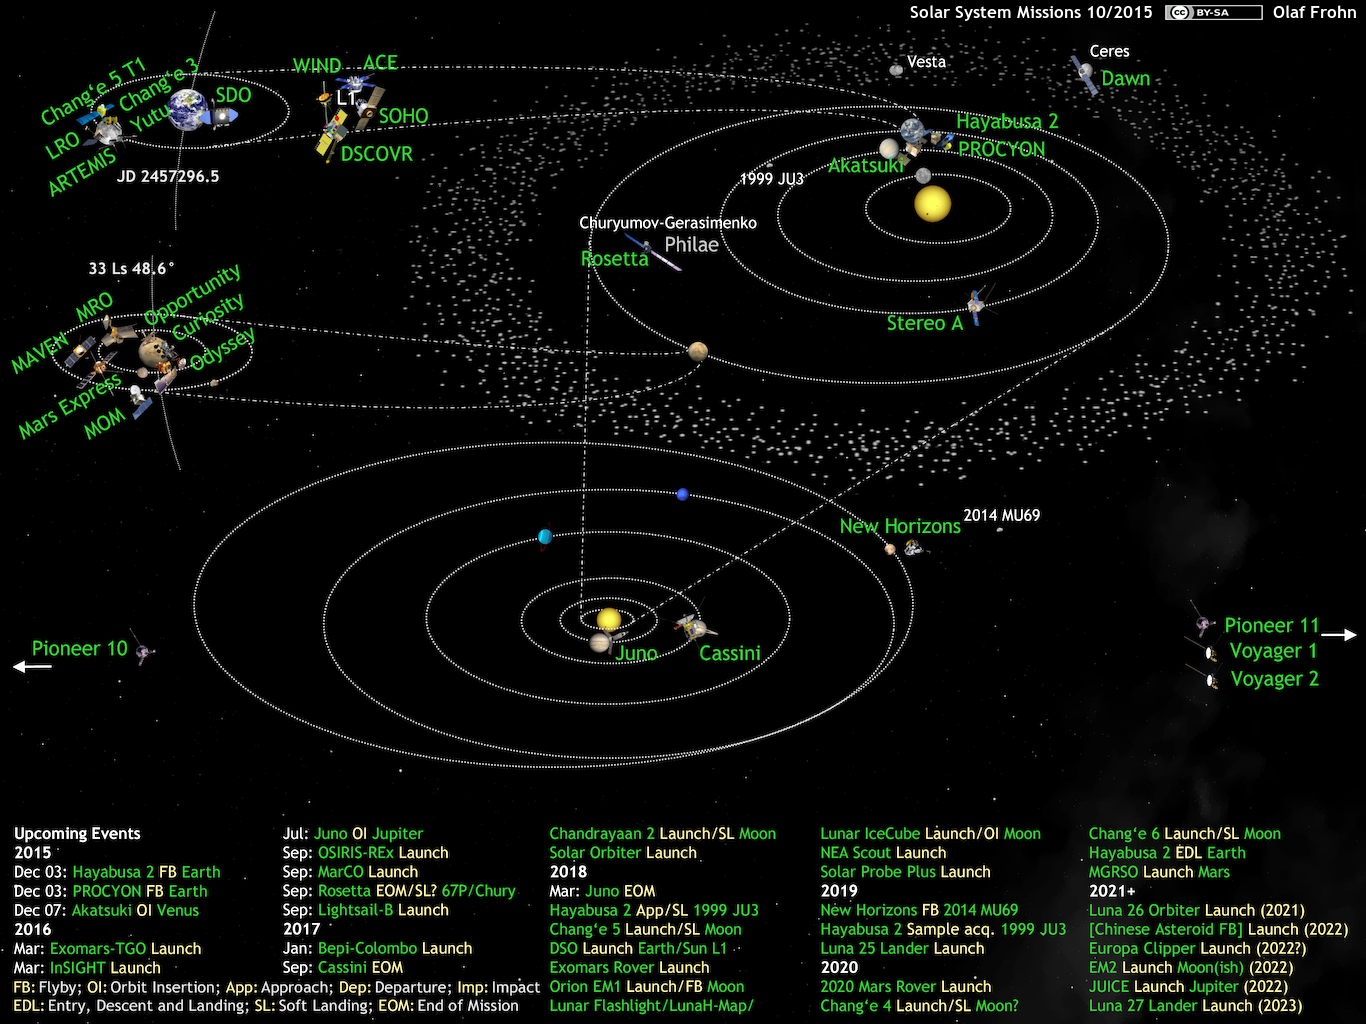 Solar System Missions 10/2015 cc BY-SA Olaf Frohn
Vesta
Ceres
Dawn
WIND
ACE
L1
SOHO
DSCOVR
Chang‘e 5 T1
Chang‘e 3
Yutu
SDO
LRO
ARTEMIS
JD 2457296.5
Hayabusa 2
PROCYON
Akatsuki
1999 JU3
Churyumov-Gerasimenko
Philae
Rosetta
Stereo A
33 Ls 48.6°
MRO
Opportunity
Curiosity
Odyssey
MAVEN
Mars Express
MOM
New Horizons
2014 MU69
Pioneer 10
Juno
Cassini
Pioneer 11
Voyager 1
Voyager 2
Upcoming Events
2015
Dec 03: Hayabusa 2 FB Earth
Dec 03: PROCYON FB Earth
Dec 07: Akatsuki OI Venus
2016
Mar: Exomars-TGO Launch
Mar: InSIGHT Launch
Jul: Juno OI Jupiter
Sep: OSIRIS-REx Launch
Sep: MarCO Launch
Sep: Rosetta EOM/SL? 67P/Chury
Sep: Lightsail-B Launch
2017
Jan: Bepi-Colombo Launch
Sep: Cassini EOM
FB: Flyby; OI: Orbit Insertion; App: Approach; Dep: Departure; Imp: Impact
EDL: Entry, Descent and Landing; SL: Soft Landing; EOM: End of Mission
Chandrayaan 2 Launch/SL Moon
Solar Orbiter Launch
2018
Mar: Juno EOM
Hayabusa 2 App/SL 1999 JU3
Chang‘e 5 Launch/SL Moon
DSO Launch Earth/Sun L1
Exomars Rover Launch
Orion EM1 Launch/FB Moon
Lunar Flashlight/LunaH-Map/
Lunar IceCube Launch/OI Moon
NEA Scout Launch
Solar Probe Plus Launch
2019
New Horizons FB 2014 MU69
Hayabusa 2 Sample acq. 1999 JU3
Luna 25 Lander Launch
2020
2020 Mars Rover Launch
Chang‘e 4 Launch/SL Moon?
Chang‘e 6 Launch/SL Moon
Hayabusa 2 EDL Earth
MGRSO Launch Mars
2021+
Luna 26 Orbiter Launch (2021)
[Chinese Asteroid FB] Launch (2022)
Europa Clipper Launch (2022?)
EM2 Launch Moon(ish) (2022)
JUICE Launch Jupiter (2022)
Luna 27 Lander Launch (2023)